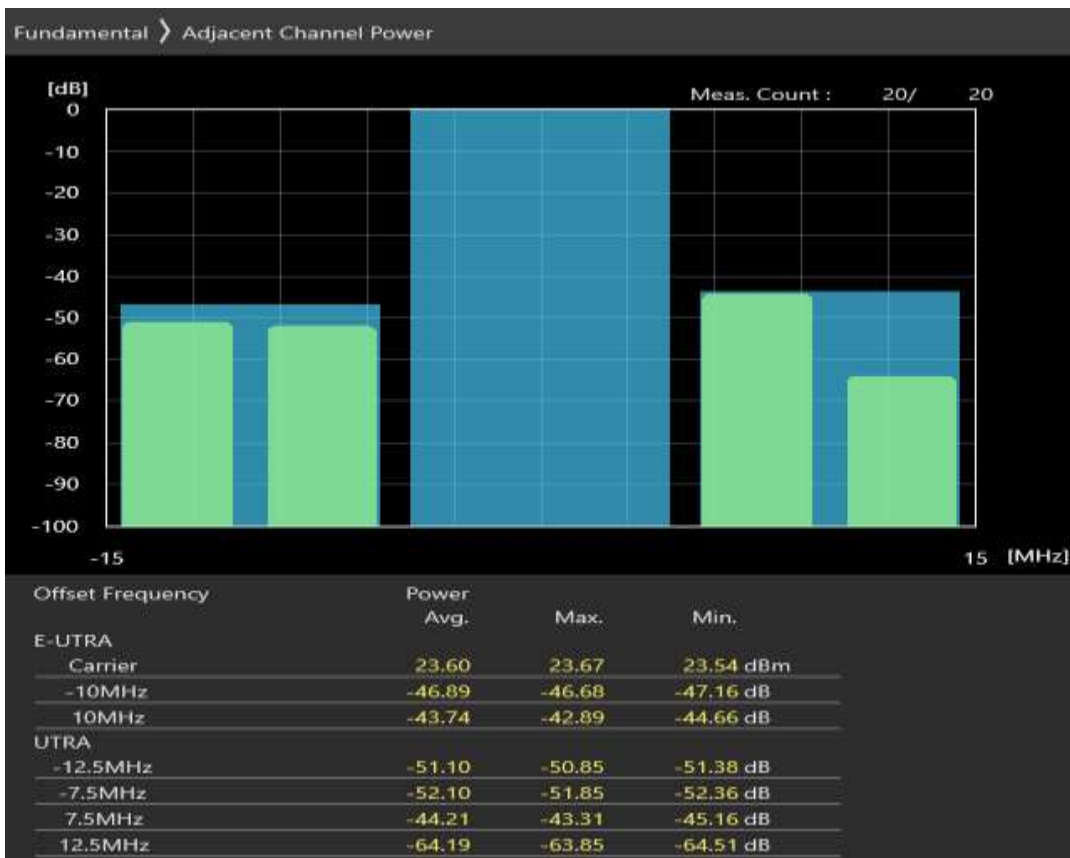 Fundamental ❯ Adjacent Channel Power
[dB]
Meas. Count : 20/ 20
0
-10
-20
-30
-40
-50
-60
-70
-80
-90
-100
-15 15 [MHz]
Offset Frequency Power
Avg. Max. Min.
E-UTRA
Carrier 23.60 23.67 23.54 dBm
-10MHz -46.89 -46.68 -47.16 dB
10MHz -43.74 -42.89 -44.66 dB
UTRA
-12.5MHz -51.10 -50.85 -51.38 dB
-7.5MHz -52.10 -51.85 -52.36 dB
7.5MHz -44.21 -43.31 -45.16 dB
12.5MHz -64.19 -63.85 -64.51 dB